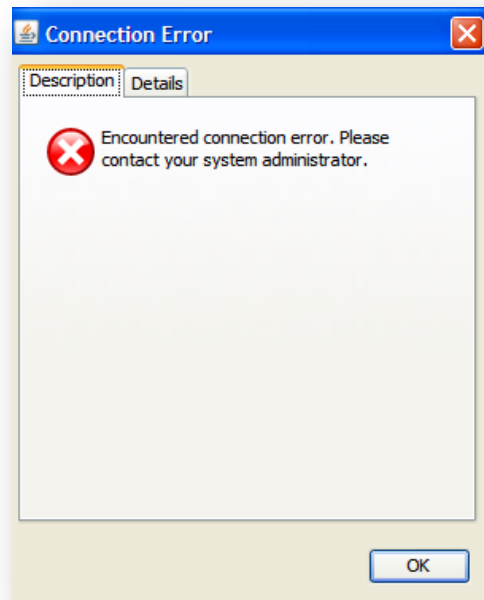 Connection Error
Description Details
Encountered connection error. Please
contact your system administrator.
OK